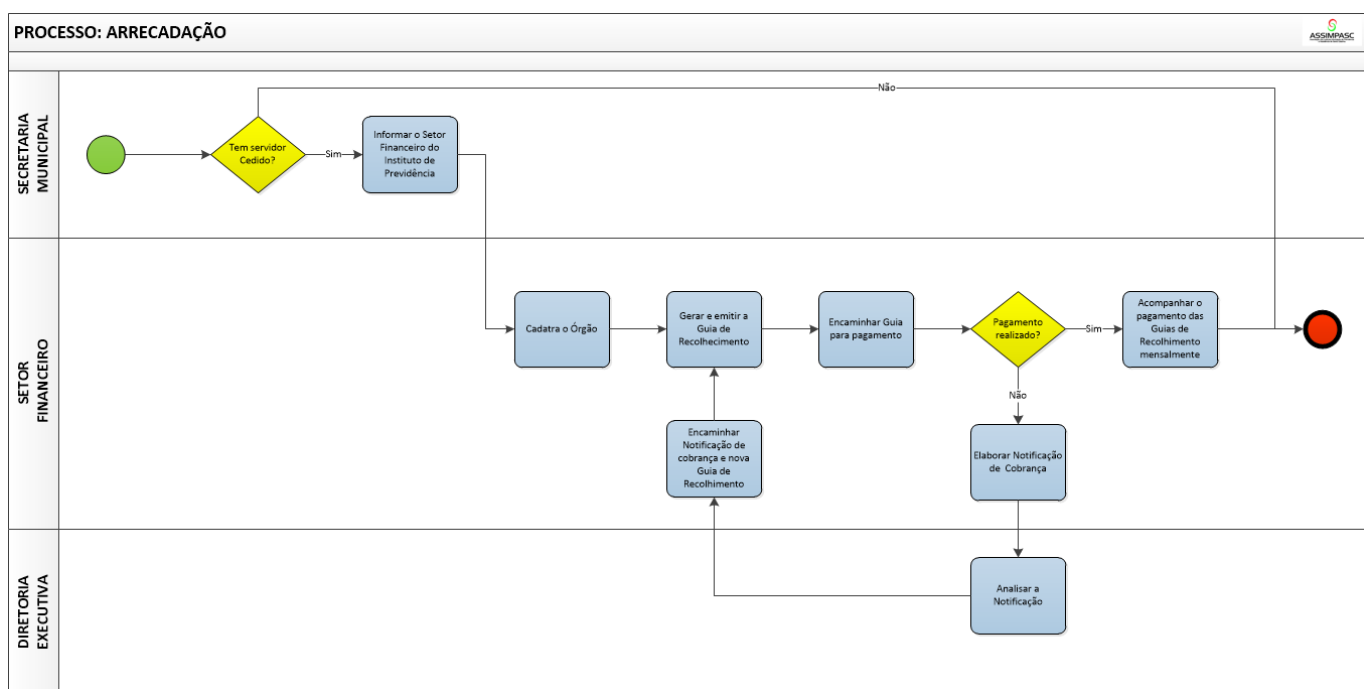 PROCESSO: ARRECADAÇÃO
ASSIMPASC
SECRETARIA
MUNICIPAL
Não
Tem servidor
Cedido?
Sim
Informar o Setor
Financeiro do
Instituto de
Previdência
SETOR
FINANCEIRO
Cadatra o Órgão
Gerar e emitir a
Guia de
Recolhecimento
Encaminhar Guia
para pagamento
Pagamento
realizado?
Sim
Acompanhar o
pagamento das
Guias de
Recolhimento
mensalmente
Não
Encaminhar
Notificação de
cobrança e nova
Guia de
Recolhimento
Elaborar Notificação
de Cobrança
DIRETORIA
EXECUTIVA
Analisar a
Notificação